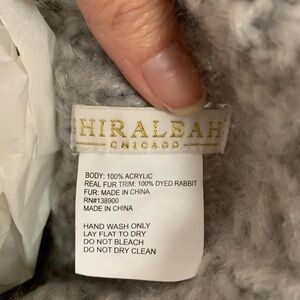 HIRALEAH
CHICAGO
BODY: 100% ACRYLIC
REAL FUR TRIM: 100% DYED RABBIT
FUR: MADE IN CHINA
RN#138900
MADE IN CHINA
HAND WASH ONLY
LAY FLAT TO DRY
DO NOT BLEACH
DO NOT DRY CLEAN